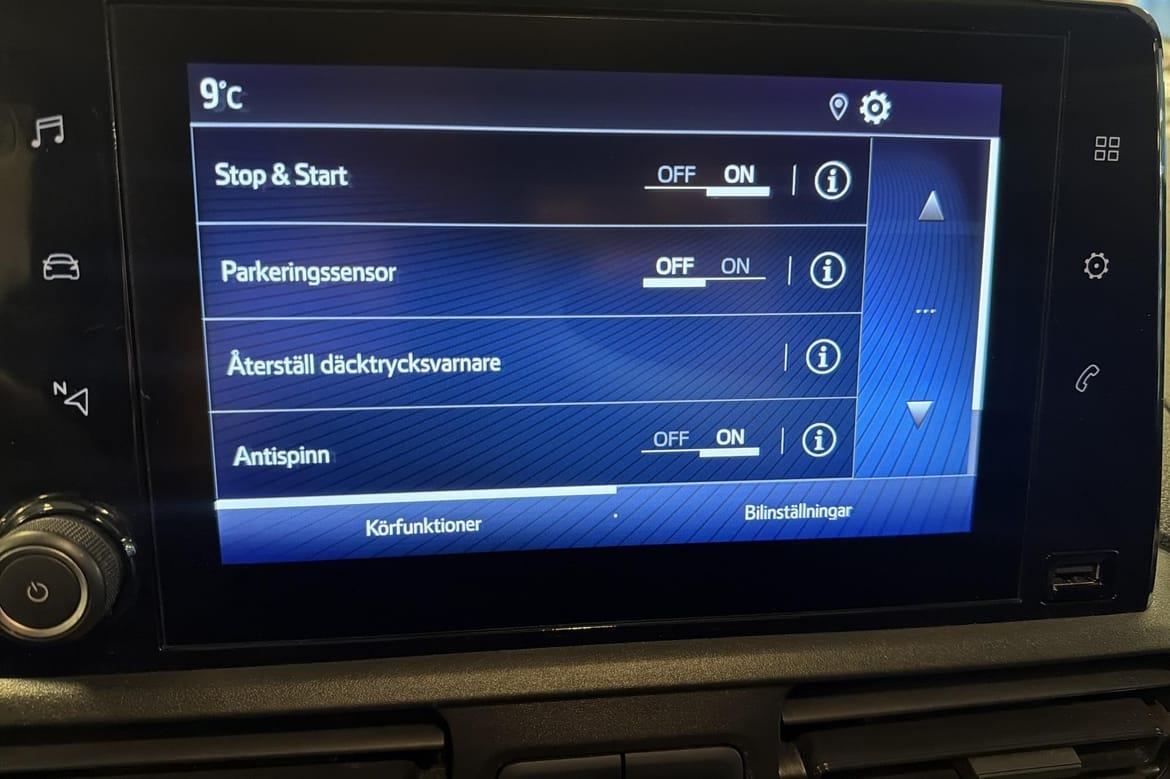 9°C
Stop & Start OFF ON
Parkeringssensor OFF ON
Återställ däcktrycksvarnare
Antispinn OFF ON
Körfunktioner Bilinställningar
N